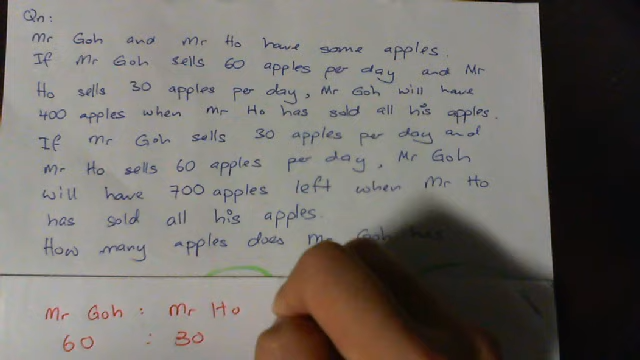 Qn:
Mr Goh and Mr Ho have some apples.
If Mr Goh sells 60 apples per day and Mr
Ho sells 30 apples per day, Mr Goh will have
400 apples when Mr Ho has sold all his apples.
If Mr Goh sells 30 apples per day and
Mr Ho sells 60 apples per day, Mr Goh
will have 700 apples left when Mr Ho
has sold all his apples.
How many apples does Mr Goh
Mr Goh : Mr Ho
60 : 30